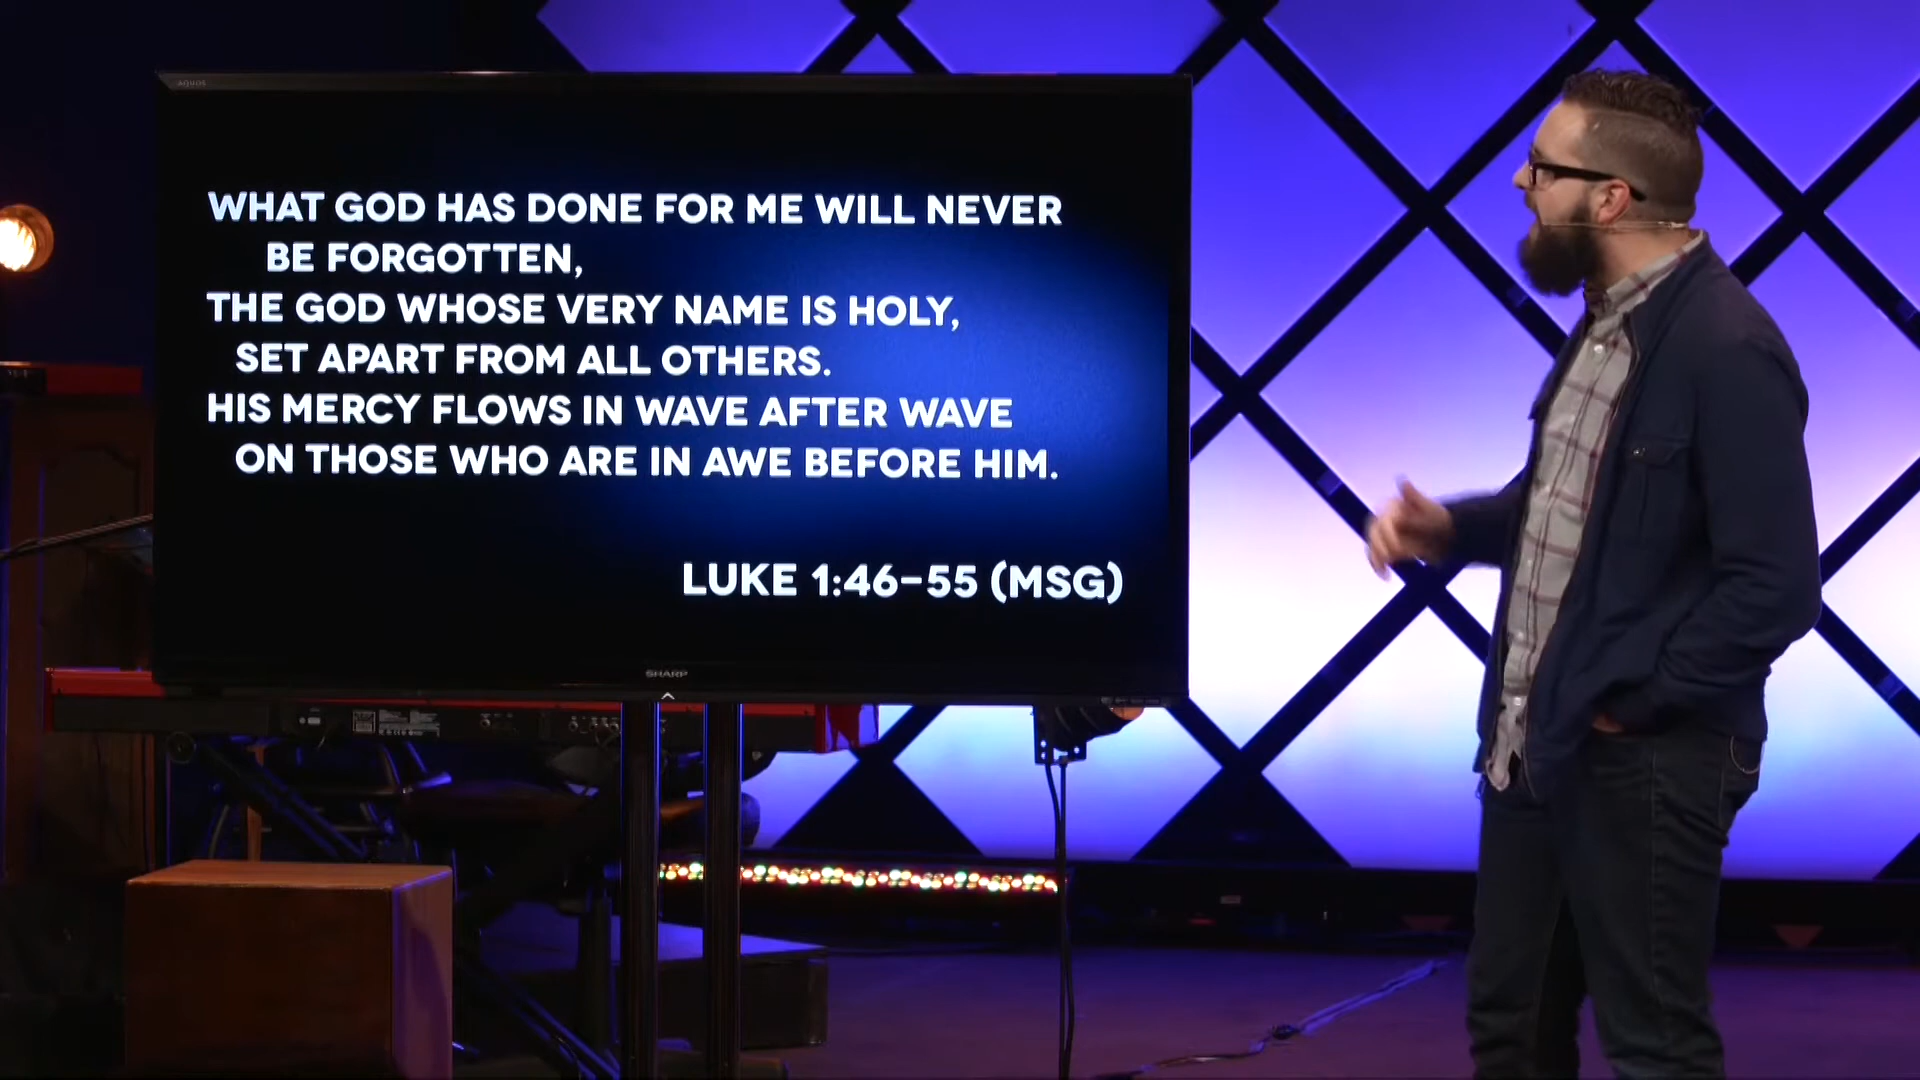 AQUOS
WHAT GOD HAS DONE FOR ME WILL NEVER
BE FORGOTTEN,
THE GOD WHOSE VERY NAME IS HOLY,
SET APART FROM ALL OTHERS.
HIS MERCY FLOWS IN WAVE AFTER WAVE
ON THOSE WHO ARE IN AWE BEFORE HIM.
LUKE 1:46-55 (MSG)
SHARP